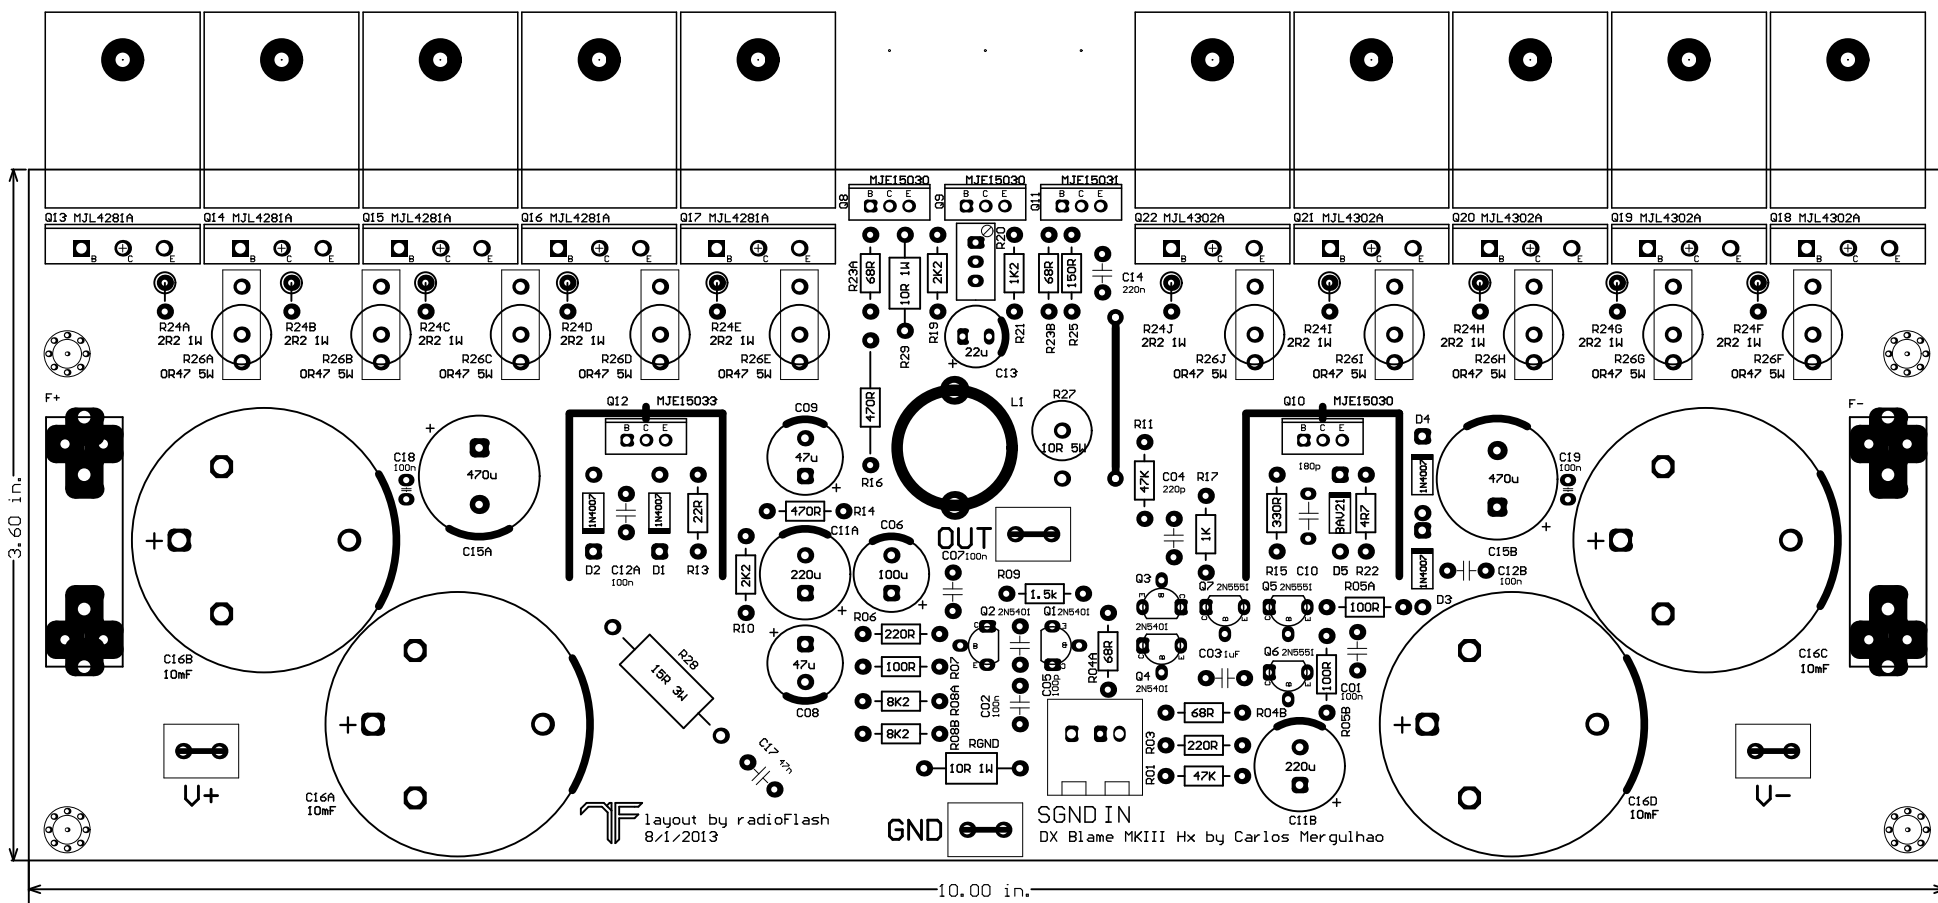 MJE15030 MJE15030 MJE15031
Q8 B C E Q9 B C E Q11 B C E
Q13 MJL4281A Q14 MJL4281A Q15 MJL4281A Q16 MJL4281A Q17 MJL4281A
Q22 MJL4302A Q21 MJL4302A Q20 MJL4302A Q19 MJL4302A Q18 MJL4302A
B C E B C E B C E B C E B C E
B C E B C E B C E B C E B C E
R23A 68R 10R 1W 2K2 R20 1K2 68R 150R C14
220n
R19 R29 R21 R23B R25
R24A R24B R24C R24D R24E
2R2 1W 2R2 1W 2R2 1W 2R2 1W 2R2 1W
R26A R26B R26C R26D R26E
0R47 5W 0R47 5W 0R47 5W 0R47 5W 0R47 5W
R24J R24I R24H R24G R24F
2R2 1W 2R2 1W 2R2 1W 2R2 1W 2R2 1W
R26J R26I R26H R26G R26F
0R47 5W 0R47 5W 0R47 5W 0R47 5W 0R47 5W
+ 22u
C13
F+ Q12 MJE15033 C09 470R L1 R27 Q10 MJE15030 D4 F-
B C E B C E
10R 5W
R11
+ 470u C15A
C18
100n
47u +
R16
47K C04
220p
R17
180p
1N4007 470u + C15B
C19
100n
1N4007 1N4007 22R
470R R14
330R BAV21 4R7
1K
OUT
D2 C12A
100n
D1 R13
2K2 R10
C11A 220u +
C06 100u +
C07 100n
R09 1.5k
R15 C10 D5 R22
1N4007 D3
C12B
100n
R05A 100R
Q3 2N5401
Q7 2N5551 Q5 2N5551
Q2 2N5401 Q1 2N5401
C B E E B C
E B C E B C E B C
R06 220R
100R R07
8K2 R08A
8K2 R08B
+ 47u C08
C02 100n
C05 100p
R04A 68R
Q4 2N5401
C B E
C03 1uF
Q6 2N5551
C B E
100R R05B
C01
100n
+ C16B
10mF
+ C16C
10mF
R28
15R 3W
C17 47n
RGND
10R 1W
68R R04B
R03 220R
R01 47K
220u + C11B
+ C16A
10mF
+ C16D
10mF
V+ V-
layout by radioFlash
8/1/2013
GND
SGND IN
DX Blame MKIII Hx by Carlos Mergulhao
3.60 in.
10.00 in.